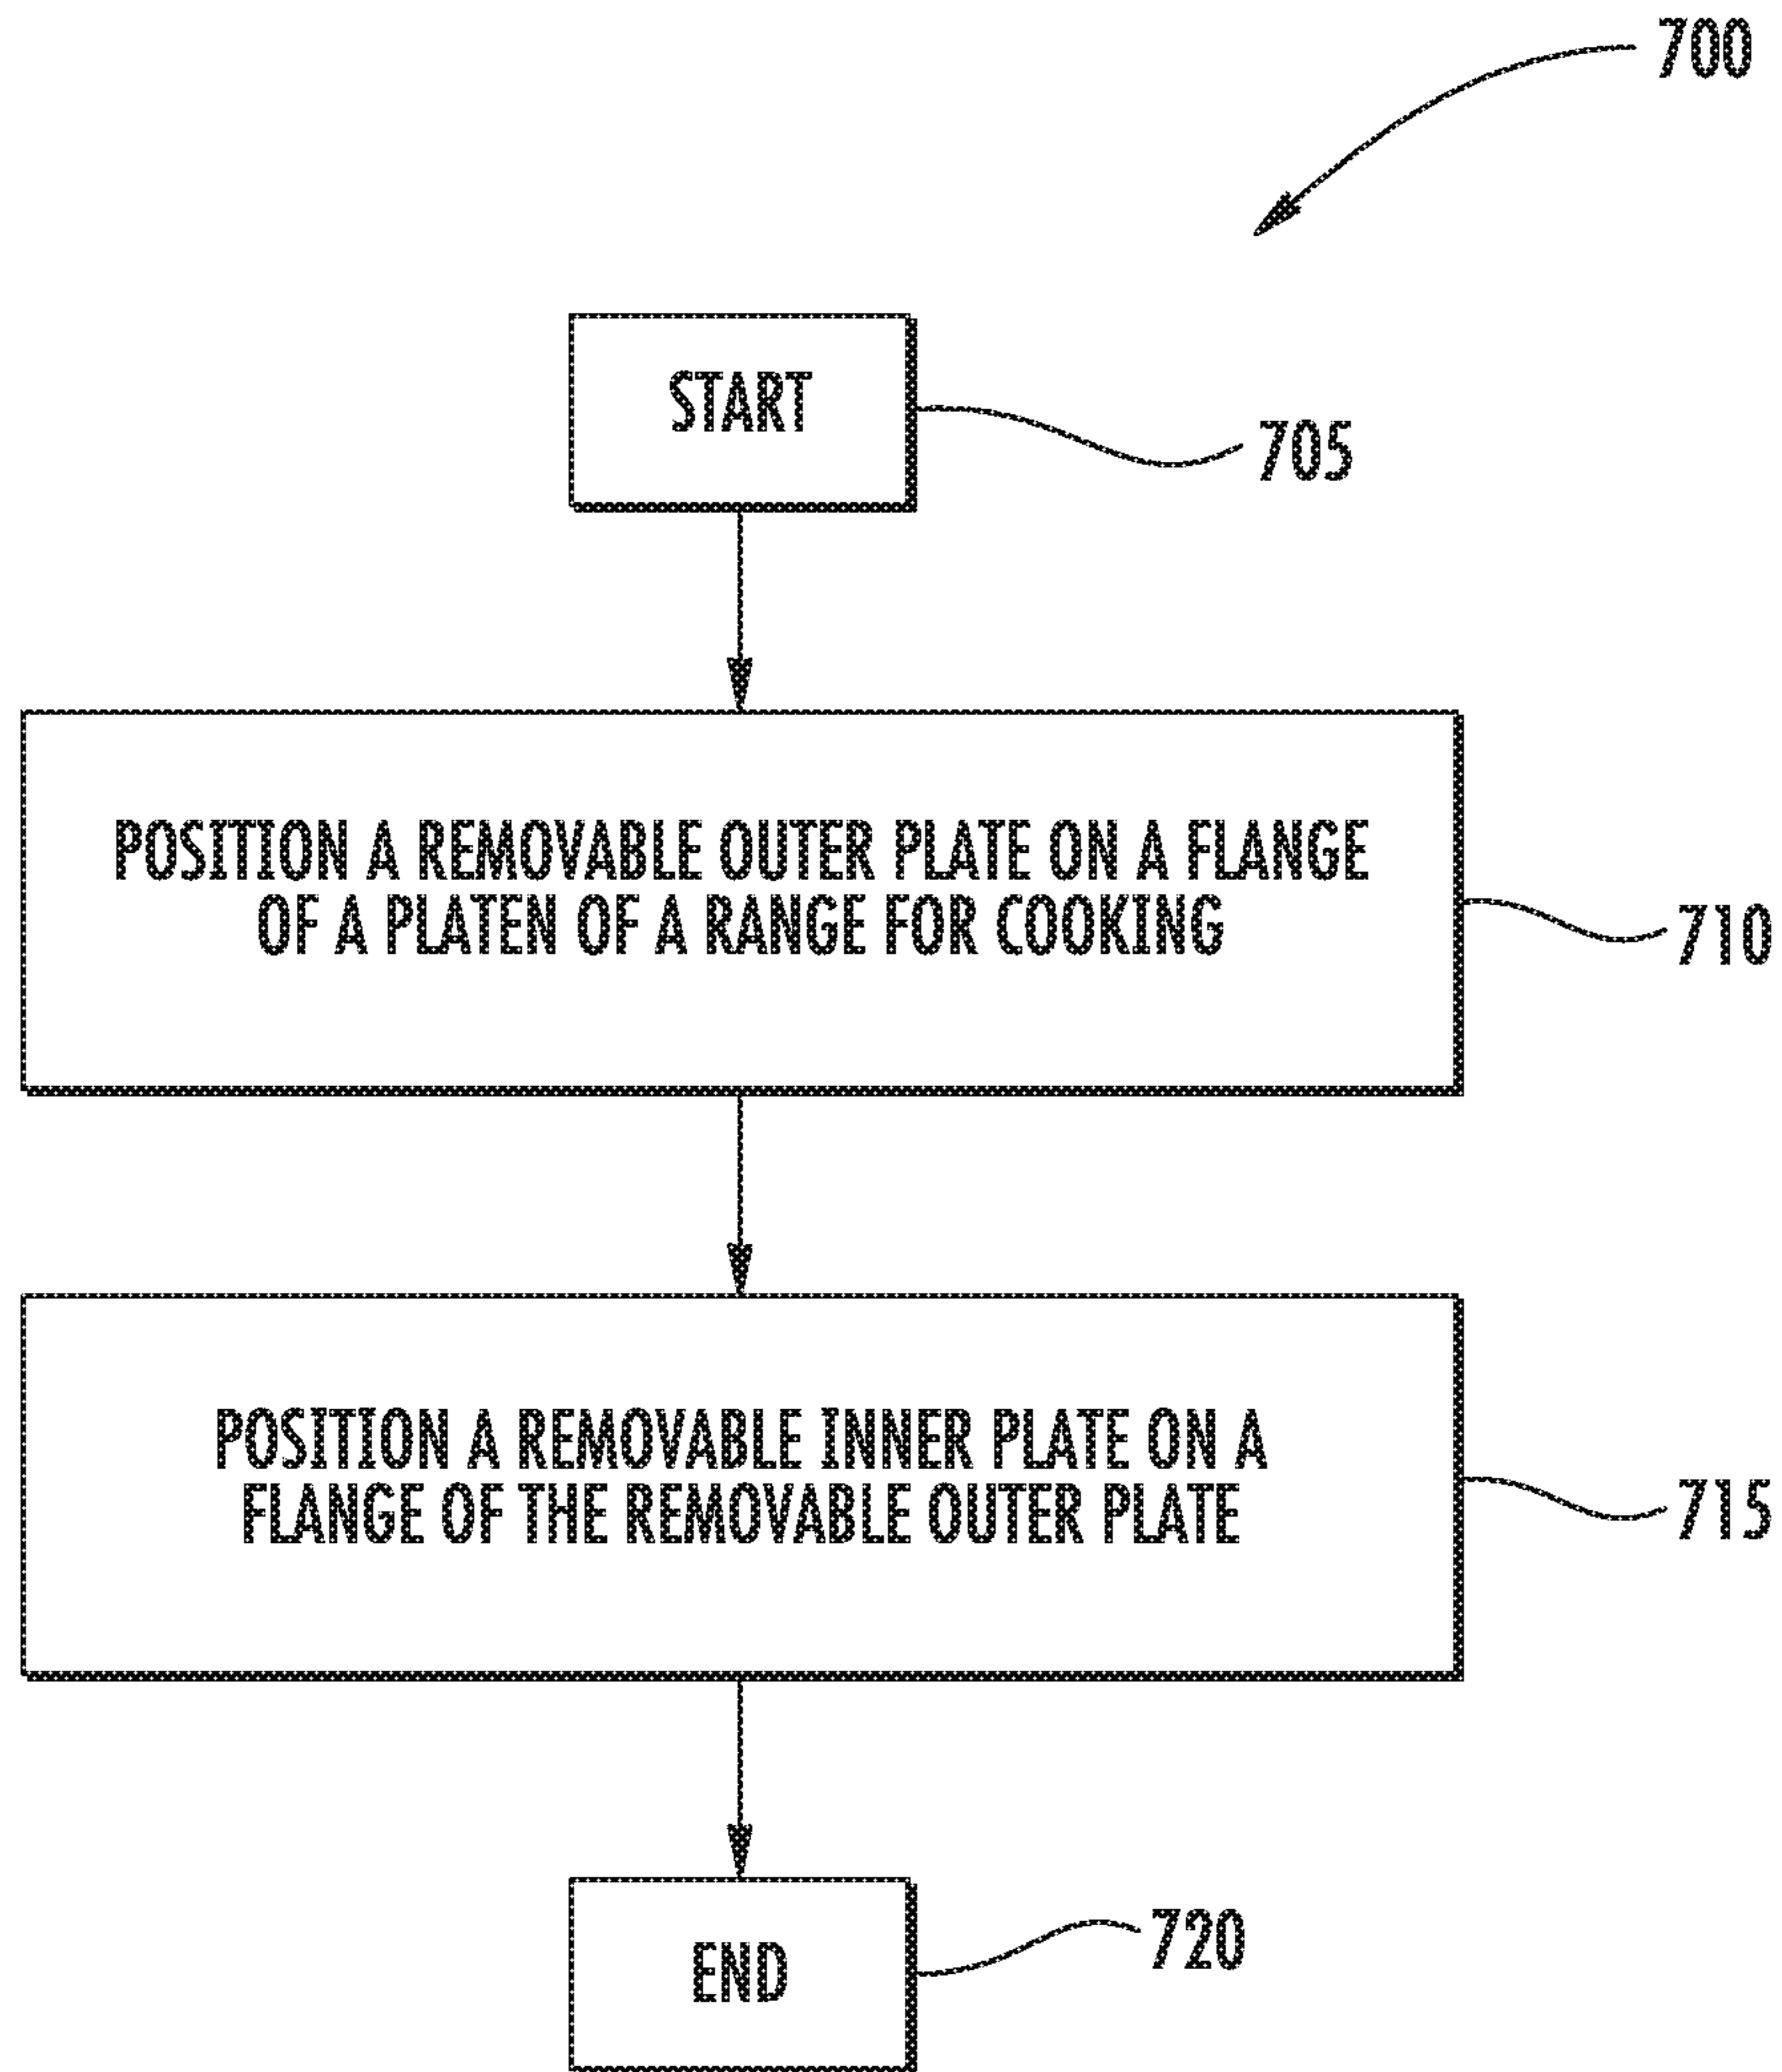 700
START
705
POSITION A REMOVABLE OUTER PLATE ON A FLANGE
OF A PLATEN OF A RANGE FOR COOKING
710
POSITION A REMOVABLE INNER PLATE ON A
FLANGE OF THE REMOVABLE OUTER PLATE
715
END
720